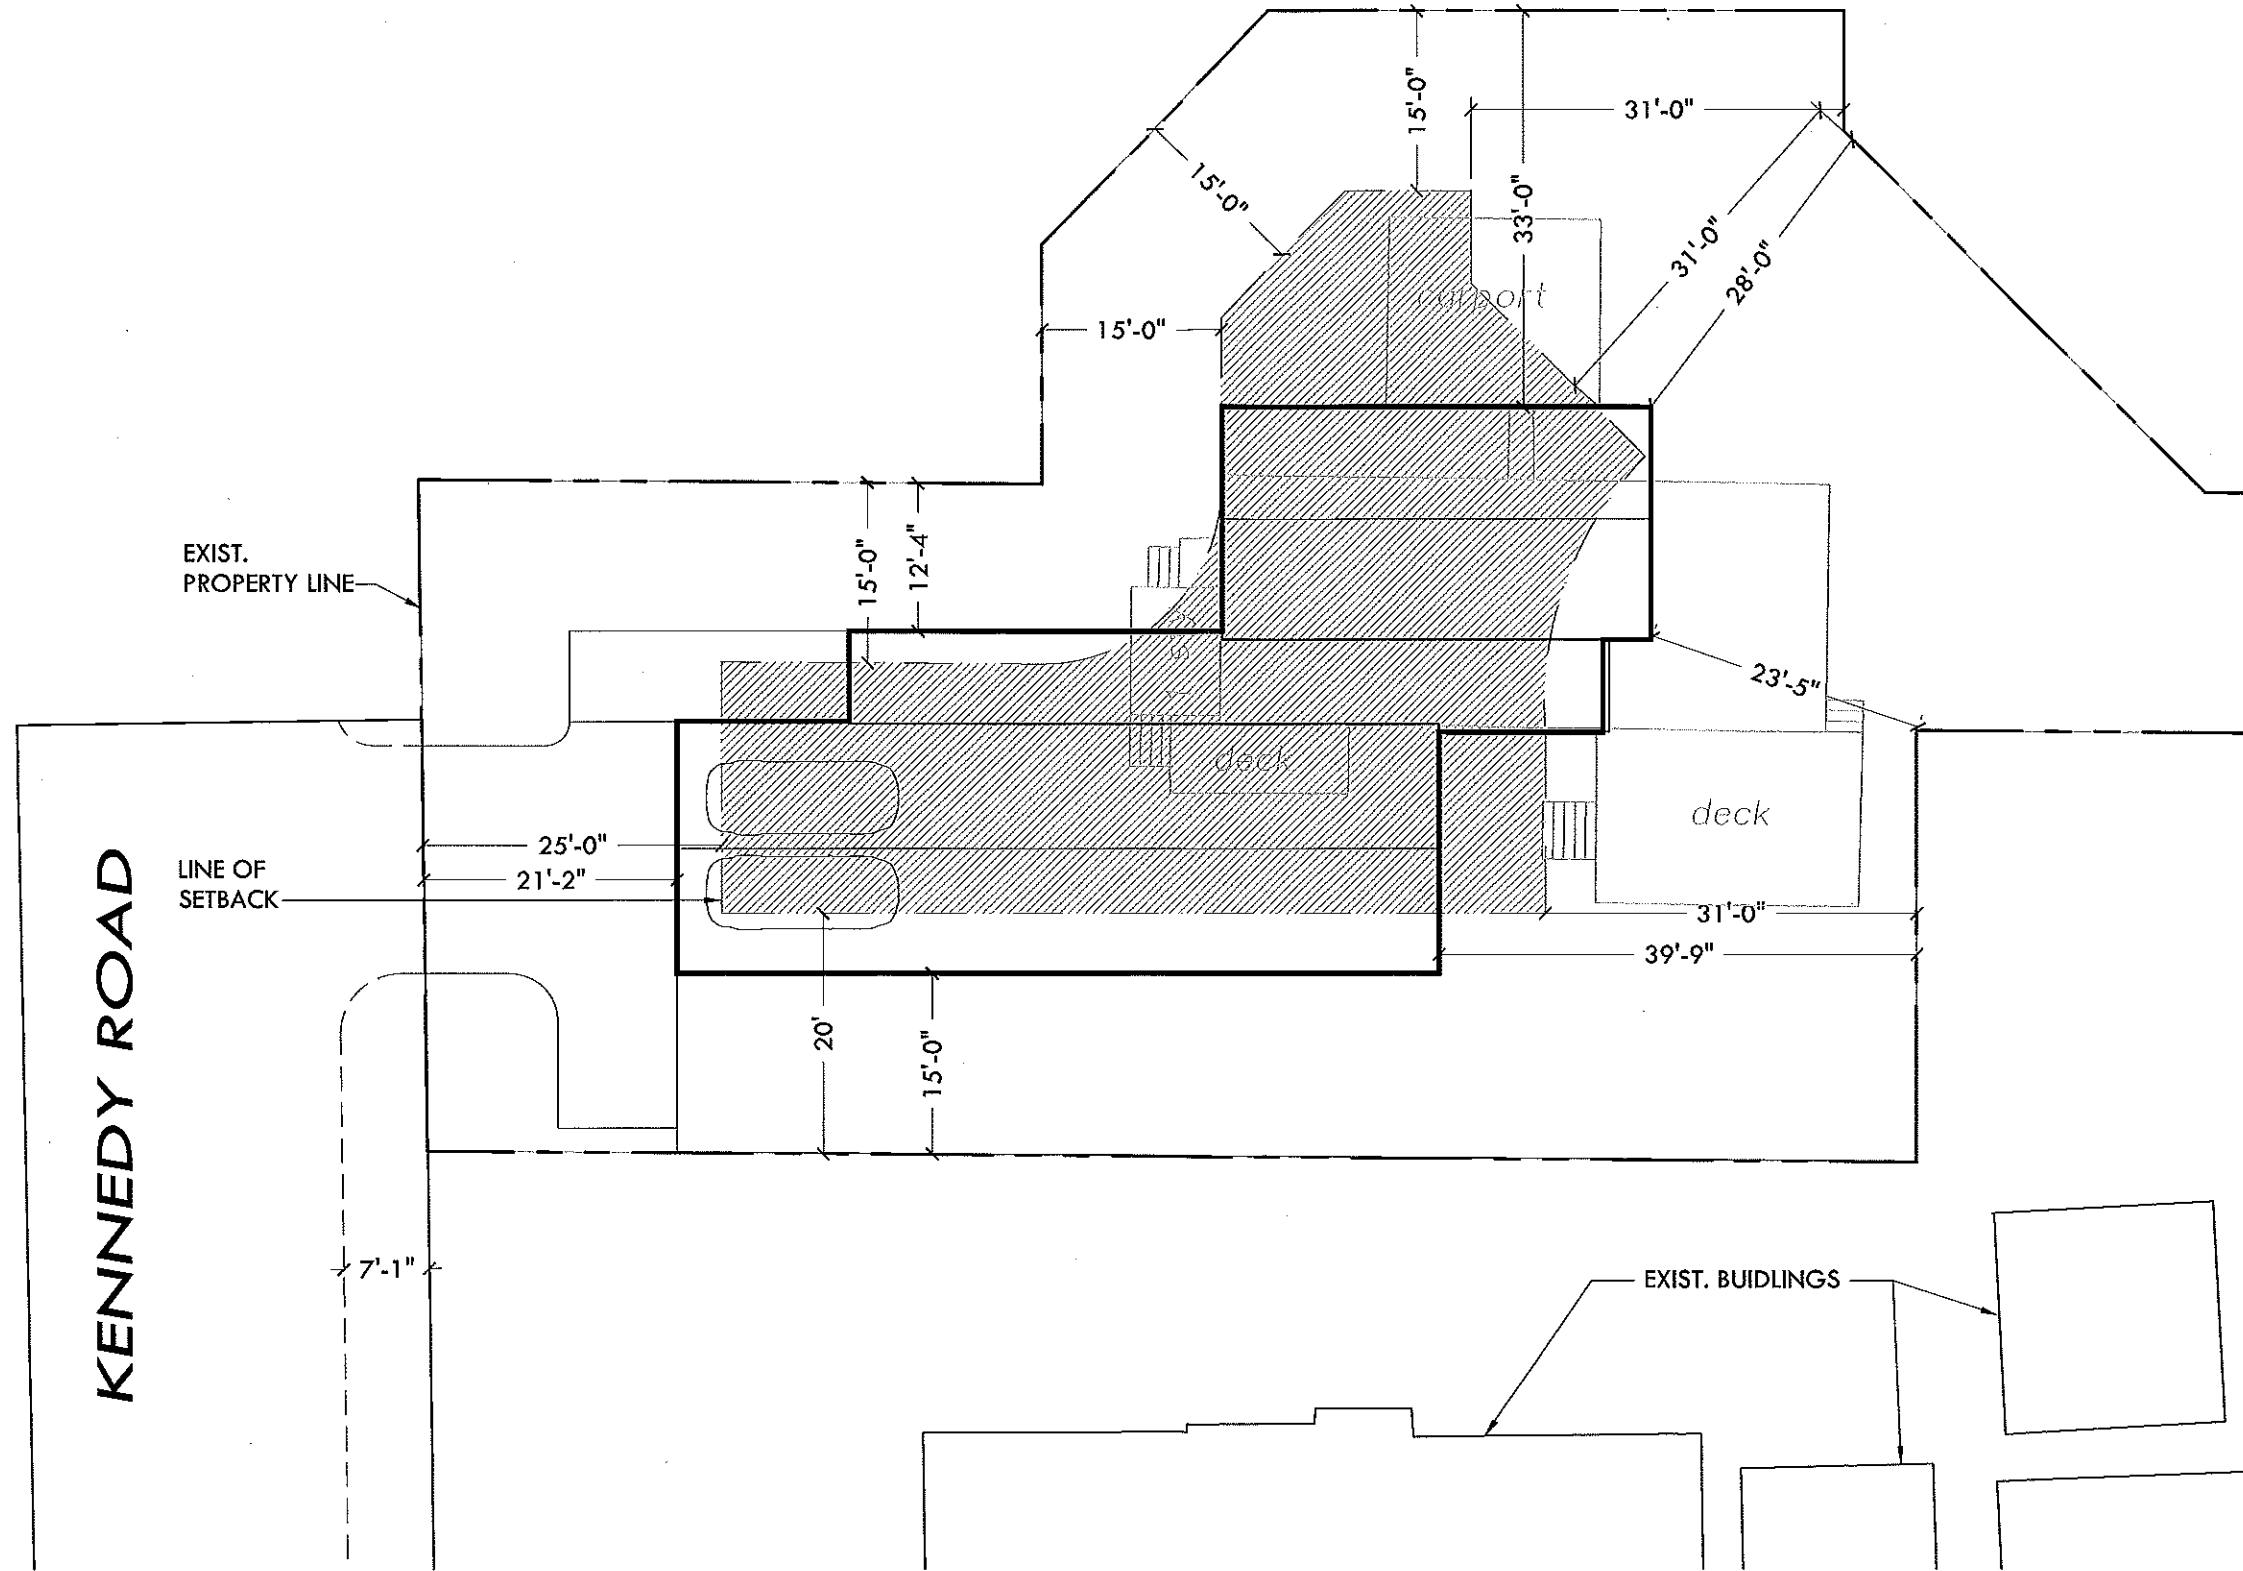 15'-0"
31'-0"
15'-0"
33'-0"
31'-0"
28'-0"
carport
15'-0"
EXIST.
PROPERTY LINE
15'-0"
12'-4"
23'-5"
deck
deck
KENNEDY ROAD
25'-0"
LINE OF
SETBACK
21'-2"
31'-0"
39'-9"
20'
15'-0"
7'-1"
EXIST. BUIDLINGS